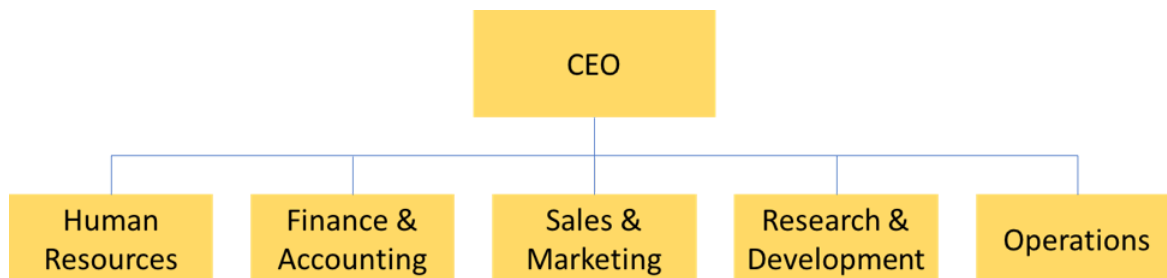 CEO
Human
Resources
Finance &
Accounting
Sales &
Marketing
Research &
Development
Operations